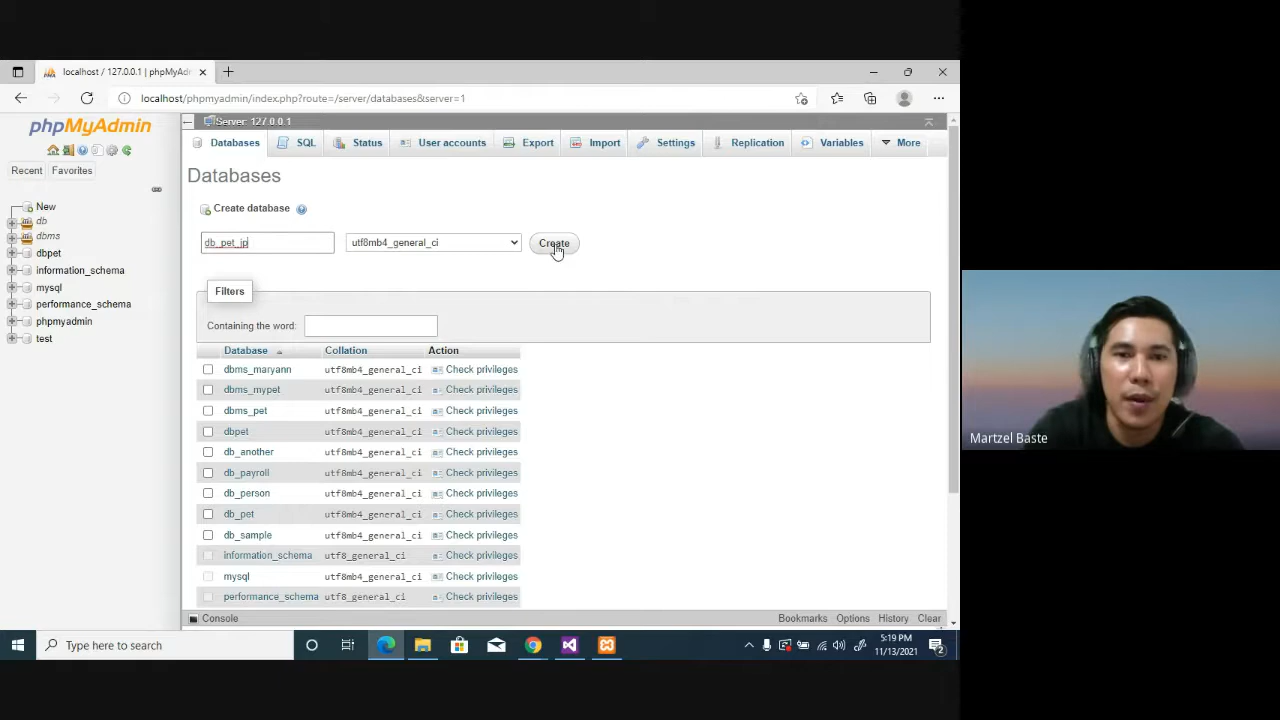 localhost / 127.0.0.1 | phpMyAdr
localhost/phpmyadmin/index.php?route=/server/databases&server=1
phpMyAdmin
Recent
Favorites
New
db
dbms
dbpet
information_schema
mysql
performance_schema
phpmyadmin
test
Server: 127.0.0.1
Databases
SQL
Status
User accounts
Export
Import
Settings
Replication
Variables
More
Databases
Create database
db_pet_jp
utf8mb4_general_ci
Create
Filters
Containing the word:
Database Collation Action
dbms_maryann utf8mb4_general_ci Check privileges
dbms_mypet utf8mb4_general_ci Check privileges
dbms_pet utf8mb4_general_ci Check privileges
dbpet utf8mb4_general_ci Check privileges
db_another utf8mb4_general_ci Check privileges
db_payroll utf8mb4_general_ci Check privileges
db_person utf8mb4_general_ci Check privileges
db_pet utf8mb4_general_ci Check privileges
db_sample utf8mb4_general_ci Check privileges
information_schema utf8_general_ci Check privileges
mysql utf8mb4_general_ci Check privileges
performance_schema utf8_general_ci Check privileges
Console
Bookmarks Options History Clear
Type here to search
5:19 PM
11/13/2021
2
Martzel Baste